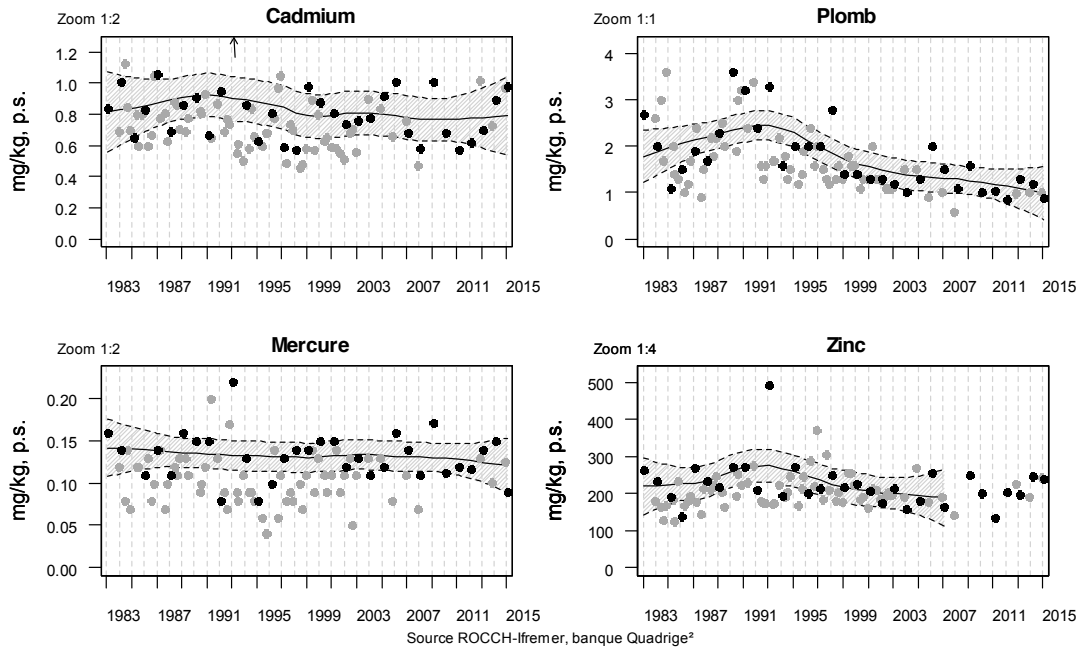 Zoom 1:2
Cadmium
mg/kg, p.s.
1.2
1.0
0.8
0.6
0.4
0.2
0.0
1983 1987 1991 1995 1999 2003 2007 2011 2015
Zoom 1:1
Plomb
mg/kg, p.s.
4
3
2
1
0
1983 1987 1991 1995 1999 2003 2007 2011 2015
Zoom 1:2
Mercure
mg/kg, p.s.
0.20
0.15
0.10
0.05
0.00
1983 1987 1991 1995 1999 2003 2007 2011 2015
Zoom 1:4
Zinc
mg/kg, p.s.
500
400
300
200
100
0
1983 1987 1991 1995 1999 2003 2007 2011 2015
Source ROCCH-Ifremer, banque Quadrige²